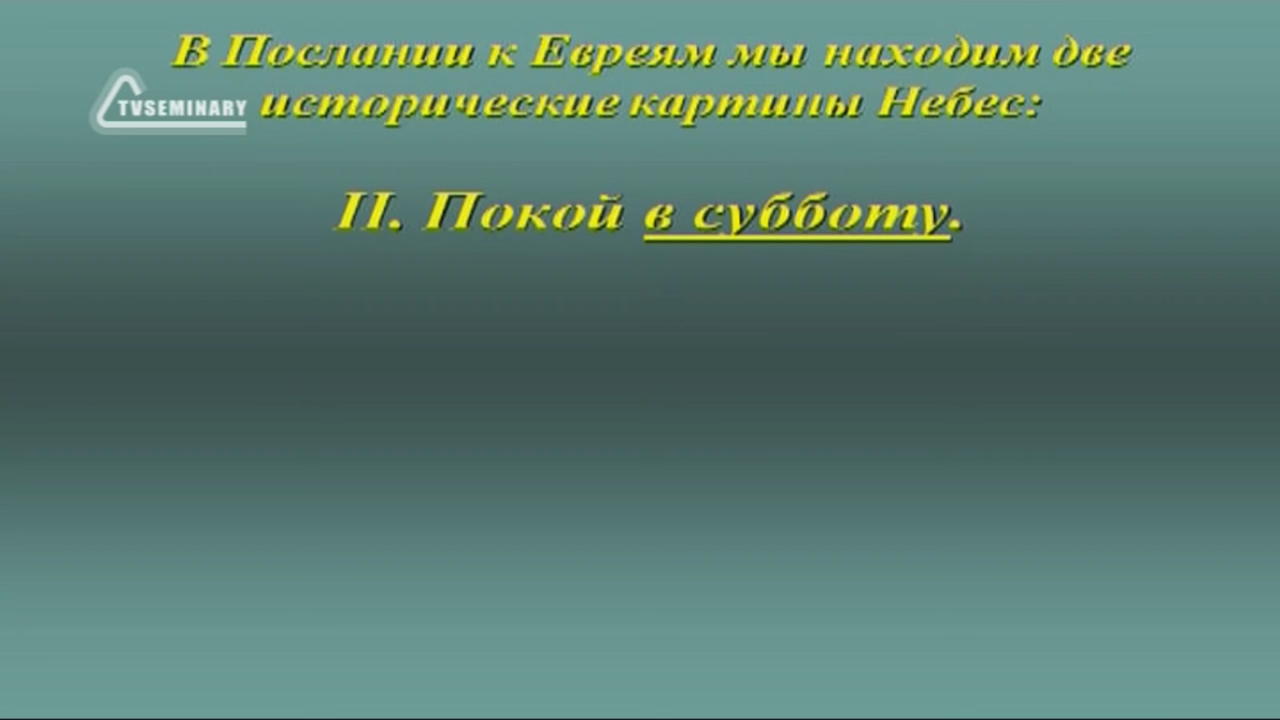 В Послании к Евреям мы находим две
TVSEMINARY
исторические картины Небес:
II. Покой в субботу.